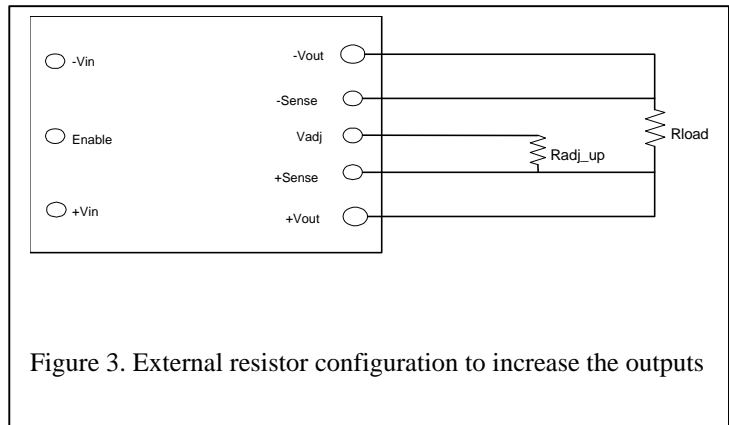 -Vin
-Vout
-Sense
Enable
Vadj
Radj_up
Rload
+Sense
+Vin
+Vout
Figure 3. External resistor configuration to increase the outputs